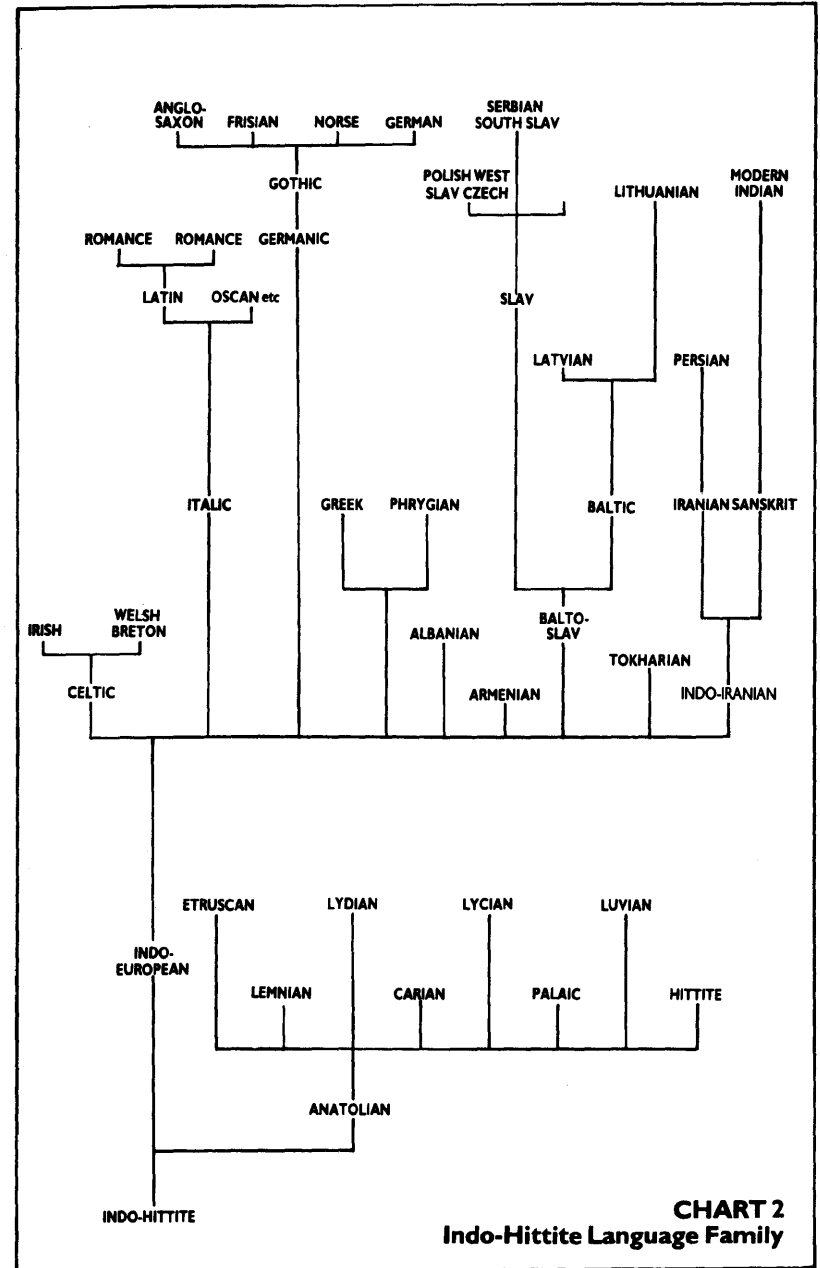 ANGLO-
SAXON FRISIAN NORSE GERMAN
SERBIAN
SOUTH SLAV
GOTHIC
POLISH WEST
SLAV CZECH
LITHUANIAN
MODERN
INDIAN
ROMANCE ROMANCE GERMANIC
LATIN OSCAN etc
SLAV
LATVIAN PERSIAN
ITALIC
GREEK PHRYGIAN
BALTIC
IRANIAN SANSKRIT
IRISH
WELSH
BRETON
ALBANIAN
BALTO-
SLAV
TOKHARIAN
CELTIC
ARMENIAN
INDO-IRANIAN
ETRUSCAN LYDIAN LYCIAN LUVIAN
INDO-
EUROPEAN
LEMNIAN CARIAN PALAIC HITTITE
ANATOLIAN
INDO-HITTITE
CHART 2
Indo-Hittite Language Family